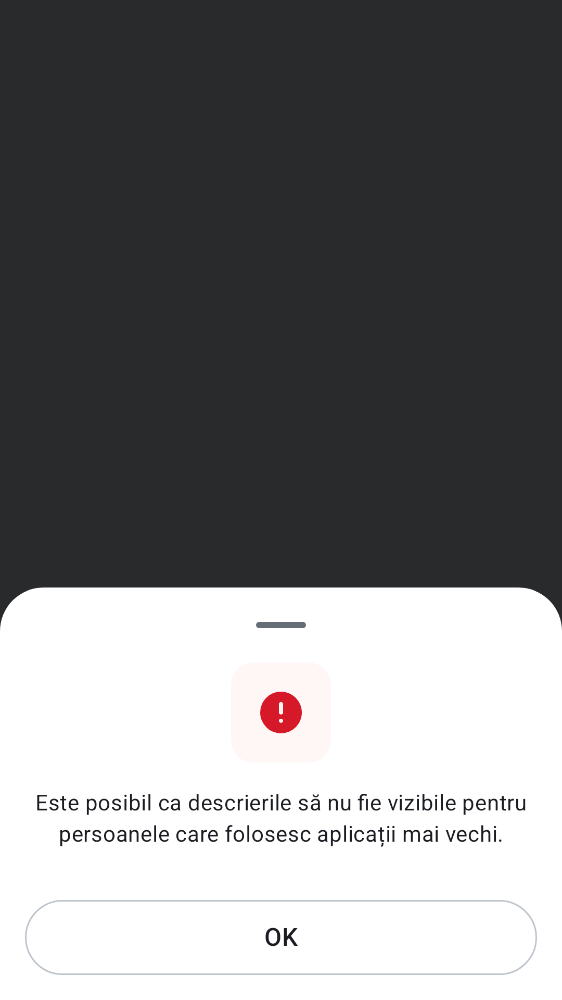 Este posibil ca descrierile să nu fie vizibile pentru
persoanele care folosesc aplicații mai vechi.
OK